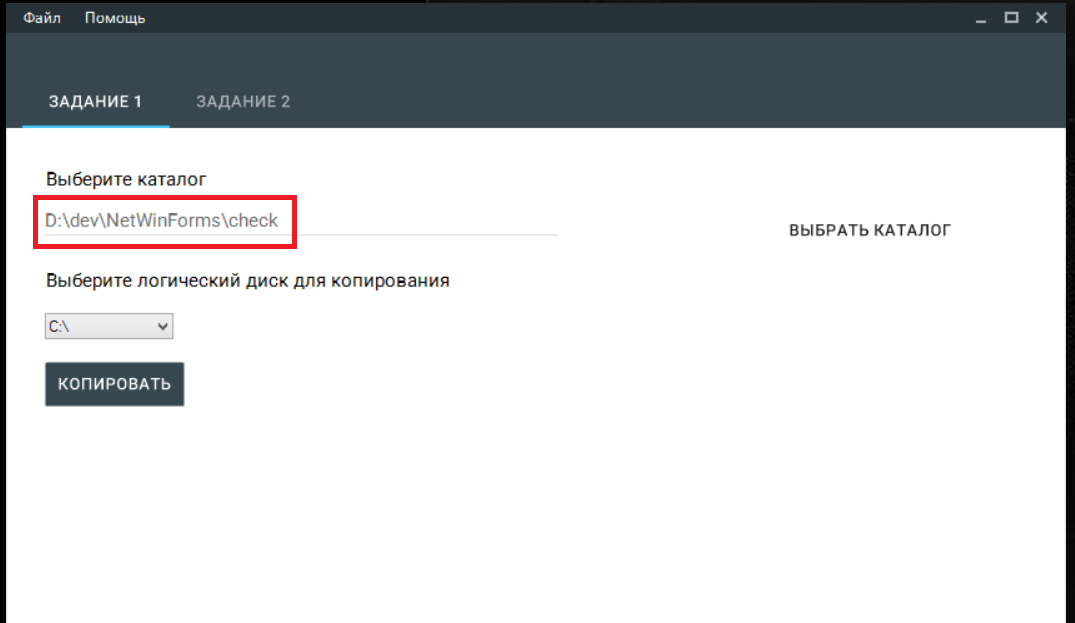 Файл Помощь
ЗАДАНИЕ 1 ЗАДАНИЕ 2
Выберите каталог
D:\dev\NetWinForms\check
ВЫБРАТЬ КАТАЛОГ
Выберите логический диск для копирования
C:\
КОПИРОВАТЬ